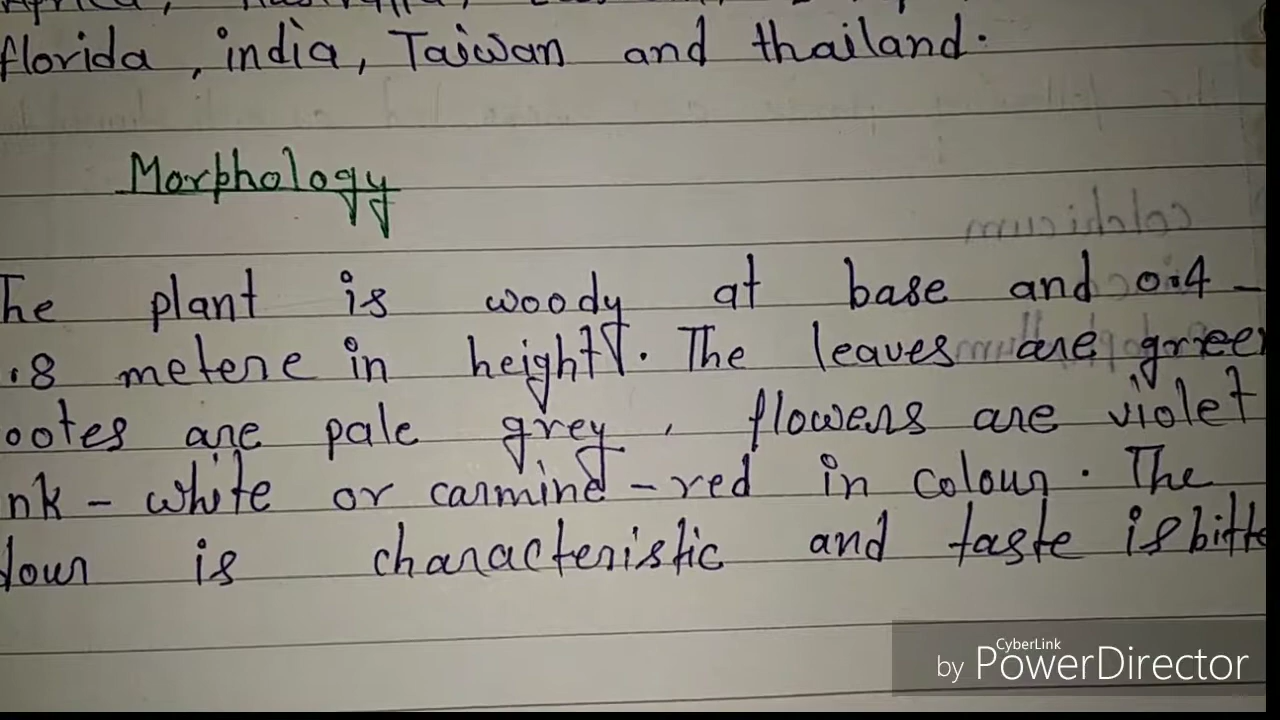 florida, india, Taiwan and thailand.
Morphology
The plant is woody at base and 0.4 -
.8 metere in height. The leaves are green
ootes are pale grey, flowers are violet
nk - white or carmine - red in colour. The
dour is characteristic and taste is bitte
CyberLink
by PowerDirector